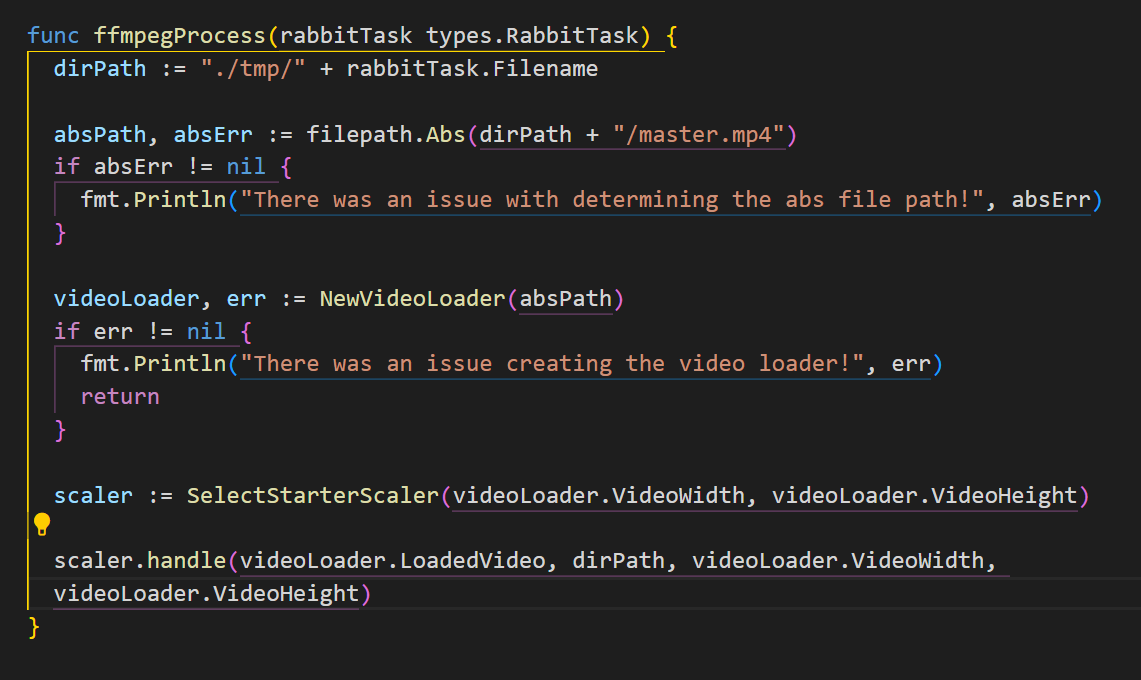 func ffmpegProcess(rabbitTask types.RabbitTask) {
  dirPath := "./tmp/" + rabbitTask.Filename

  absPath, absErr := filepath.Abs(dirPath + "/master.mp4")
  if absErr != nil {
    fmt.Println("There was an issue with determining the abs file path!", absErr)
  }

  videoLoader, err := NewVideoLoader(absPath)
  if err != nil {
    fmt.Println("There was an issue creating the video loader!", err)
    return
  }

  scaler := SelectStarterScaler(videoLoader.VideoWidth, videoLoader.VideoHeight)

  scaler.handle(videoLoader.LoadedVideo, dirPath, videoLoader.VideoWidth,
  videoLoader.VideoHeight)
}